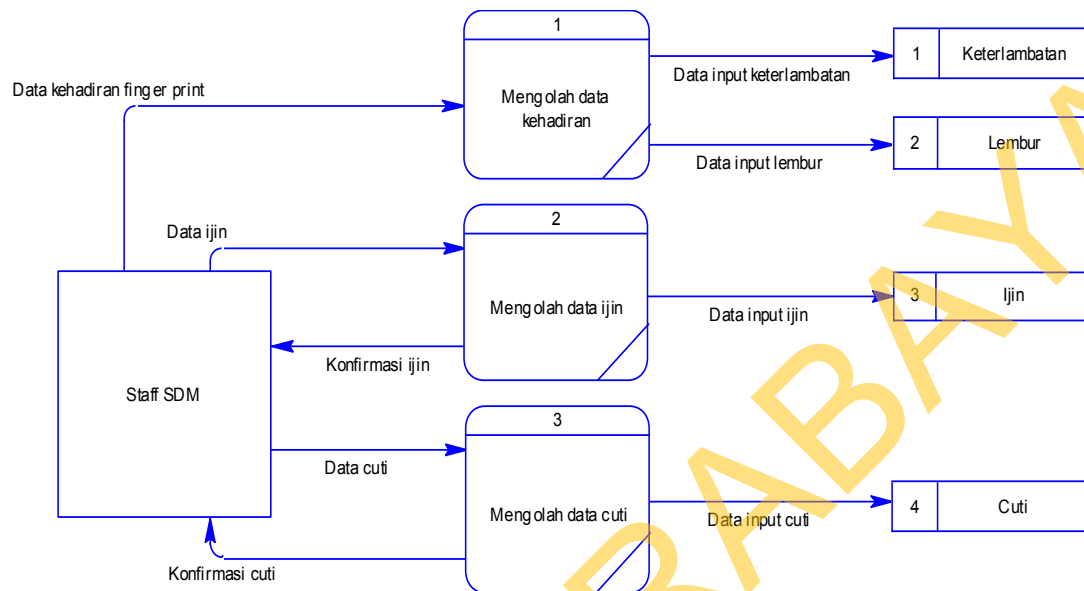 1
1 Keterlambatan
Data input keterlambatan
Data kehadiran finger print
Mengolah data
kehadiran
2 Lembur
Data input lembur
2
Data ijin
3 Ijin
Mengolah data ijin
Data input ijin
Konfirmasi ijin
Staff SDM
3
Data cuti
4 Cuti
Mengolah data cuti
Data input cuti
Konfirmasi cuti
RABAYA